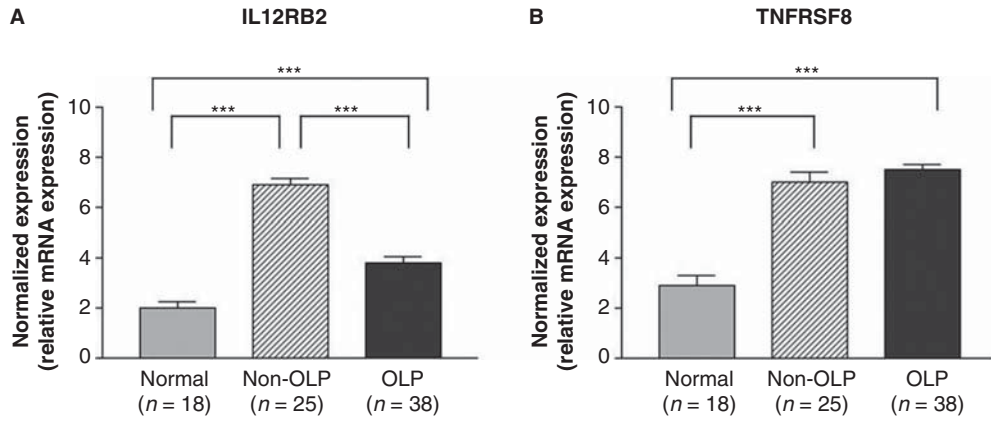 A
IL12RB2
***
***
***
Normalized expression
(relative mRNA expression)
10
8
6
4
2
0
Normal
(n = 18)
Non-OLP
(n = 25)
OLP
(n = 38)
B
TNFRSF8
***
***
Normalized expression
(relative mRNA expression)
10
8
6
4
2
0
Normal
(n = 18)
Non-OLP
(n = 25)
OLP
(n = 38)